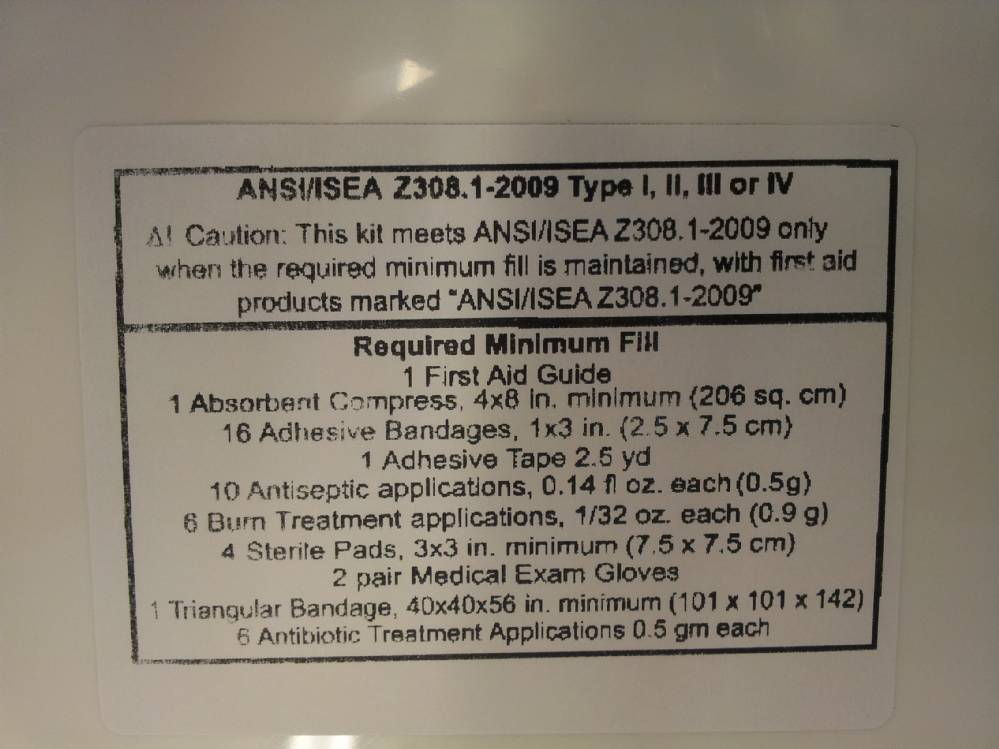 ANSI/ISEA Z308.1-2009 Type I, II, III or IV
⚠! Caution: This kit meets ANSI/ISEA Z308.1-2009 only
when the required minimum fill is maintained, with first aid
products marked "ANSI/ISEA Z308.1-2009"
Required Minimum Fill
1 First Aid Guide
1 Absorbent Compress, 4x8 in. minimum (206 sq. cm)
16 Adhesive Bandages, 1x3 in. (2.5 x 7.5 cm)
1 Adhesive Tape 2.5 yd
10 Antiseptic applications, 0.14 fl oz. each (0.5g)
6 Burn Treatment applications, 1/32 oz. each (0.9 g)
4 Sterile Pads, 3x3 in. minimum (7.5 x 7.5 cm)
2 pair Medical Exam Gloves
1 Triangular Bandage, 40x40x56 in. minimum (101 x 101 x 142)
6 Antibiotic Treatment Applications 0.5 gm each